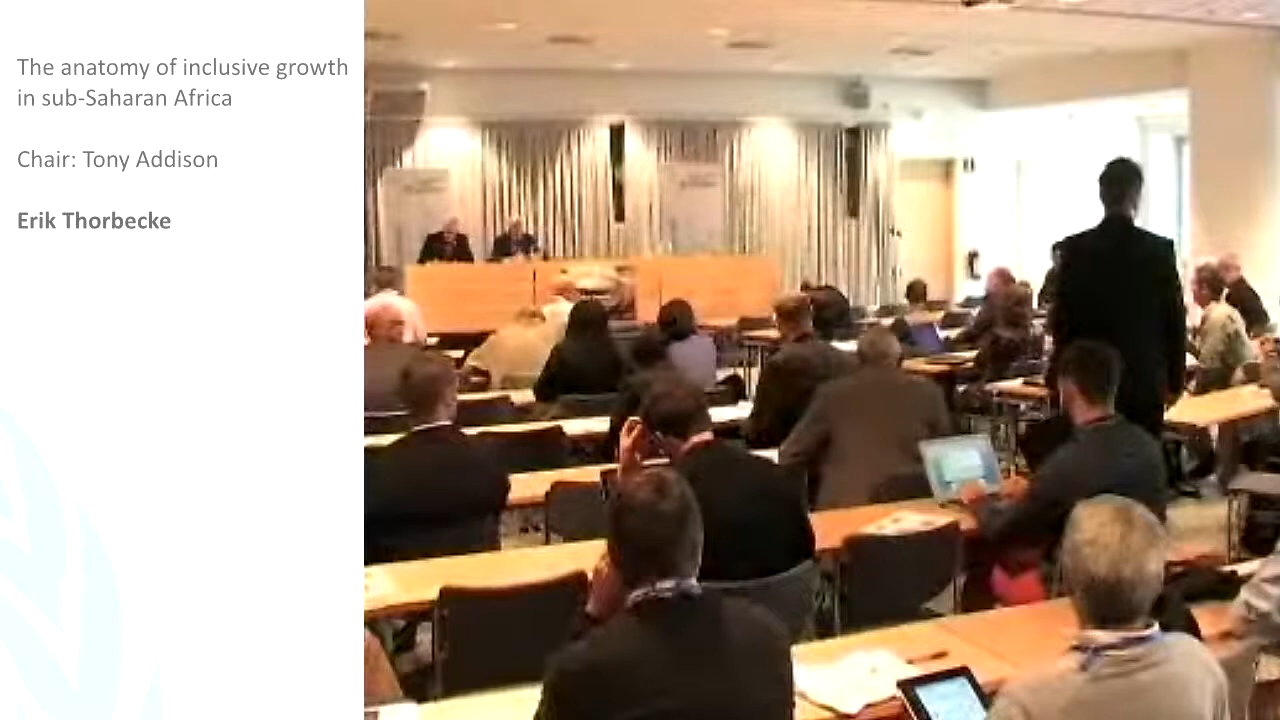 The anatomy of inclusive growth
in sub-Saharan Africa
Chair: Tony Addison
Erik Thorbecke